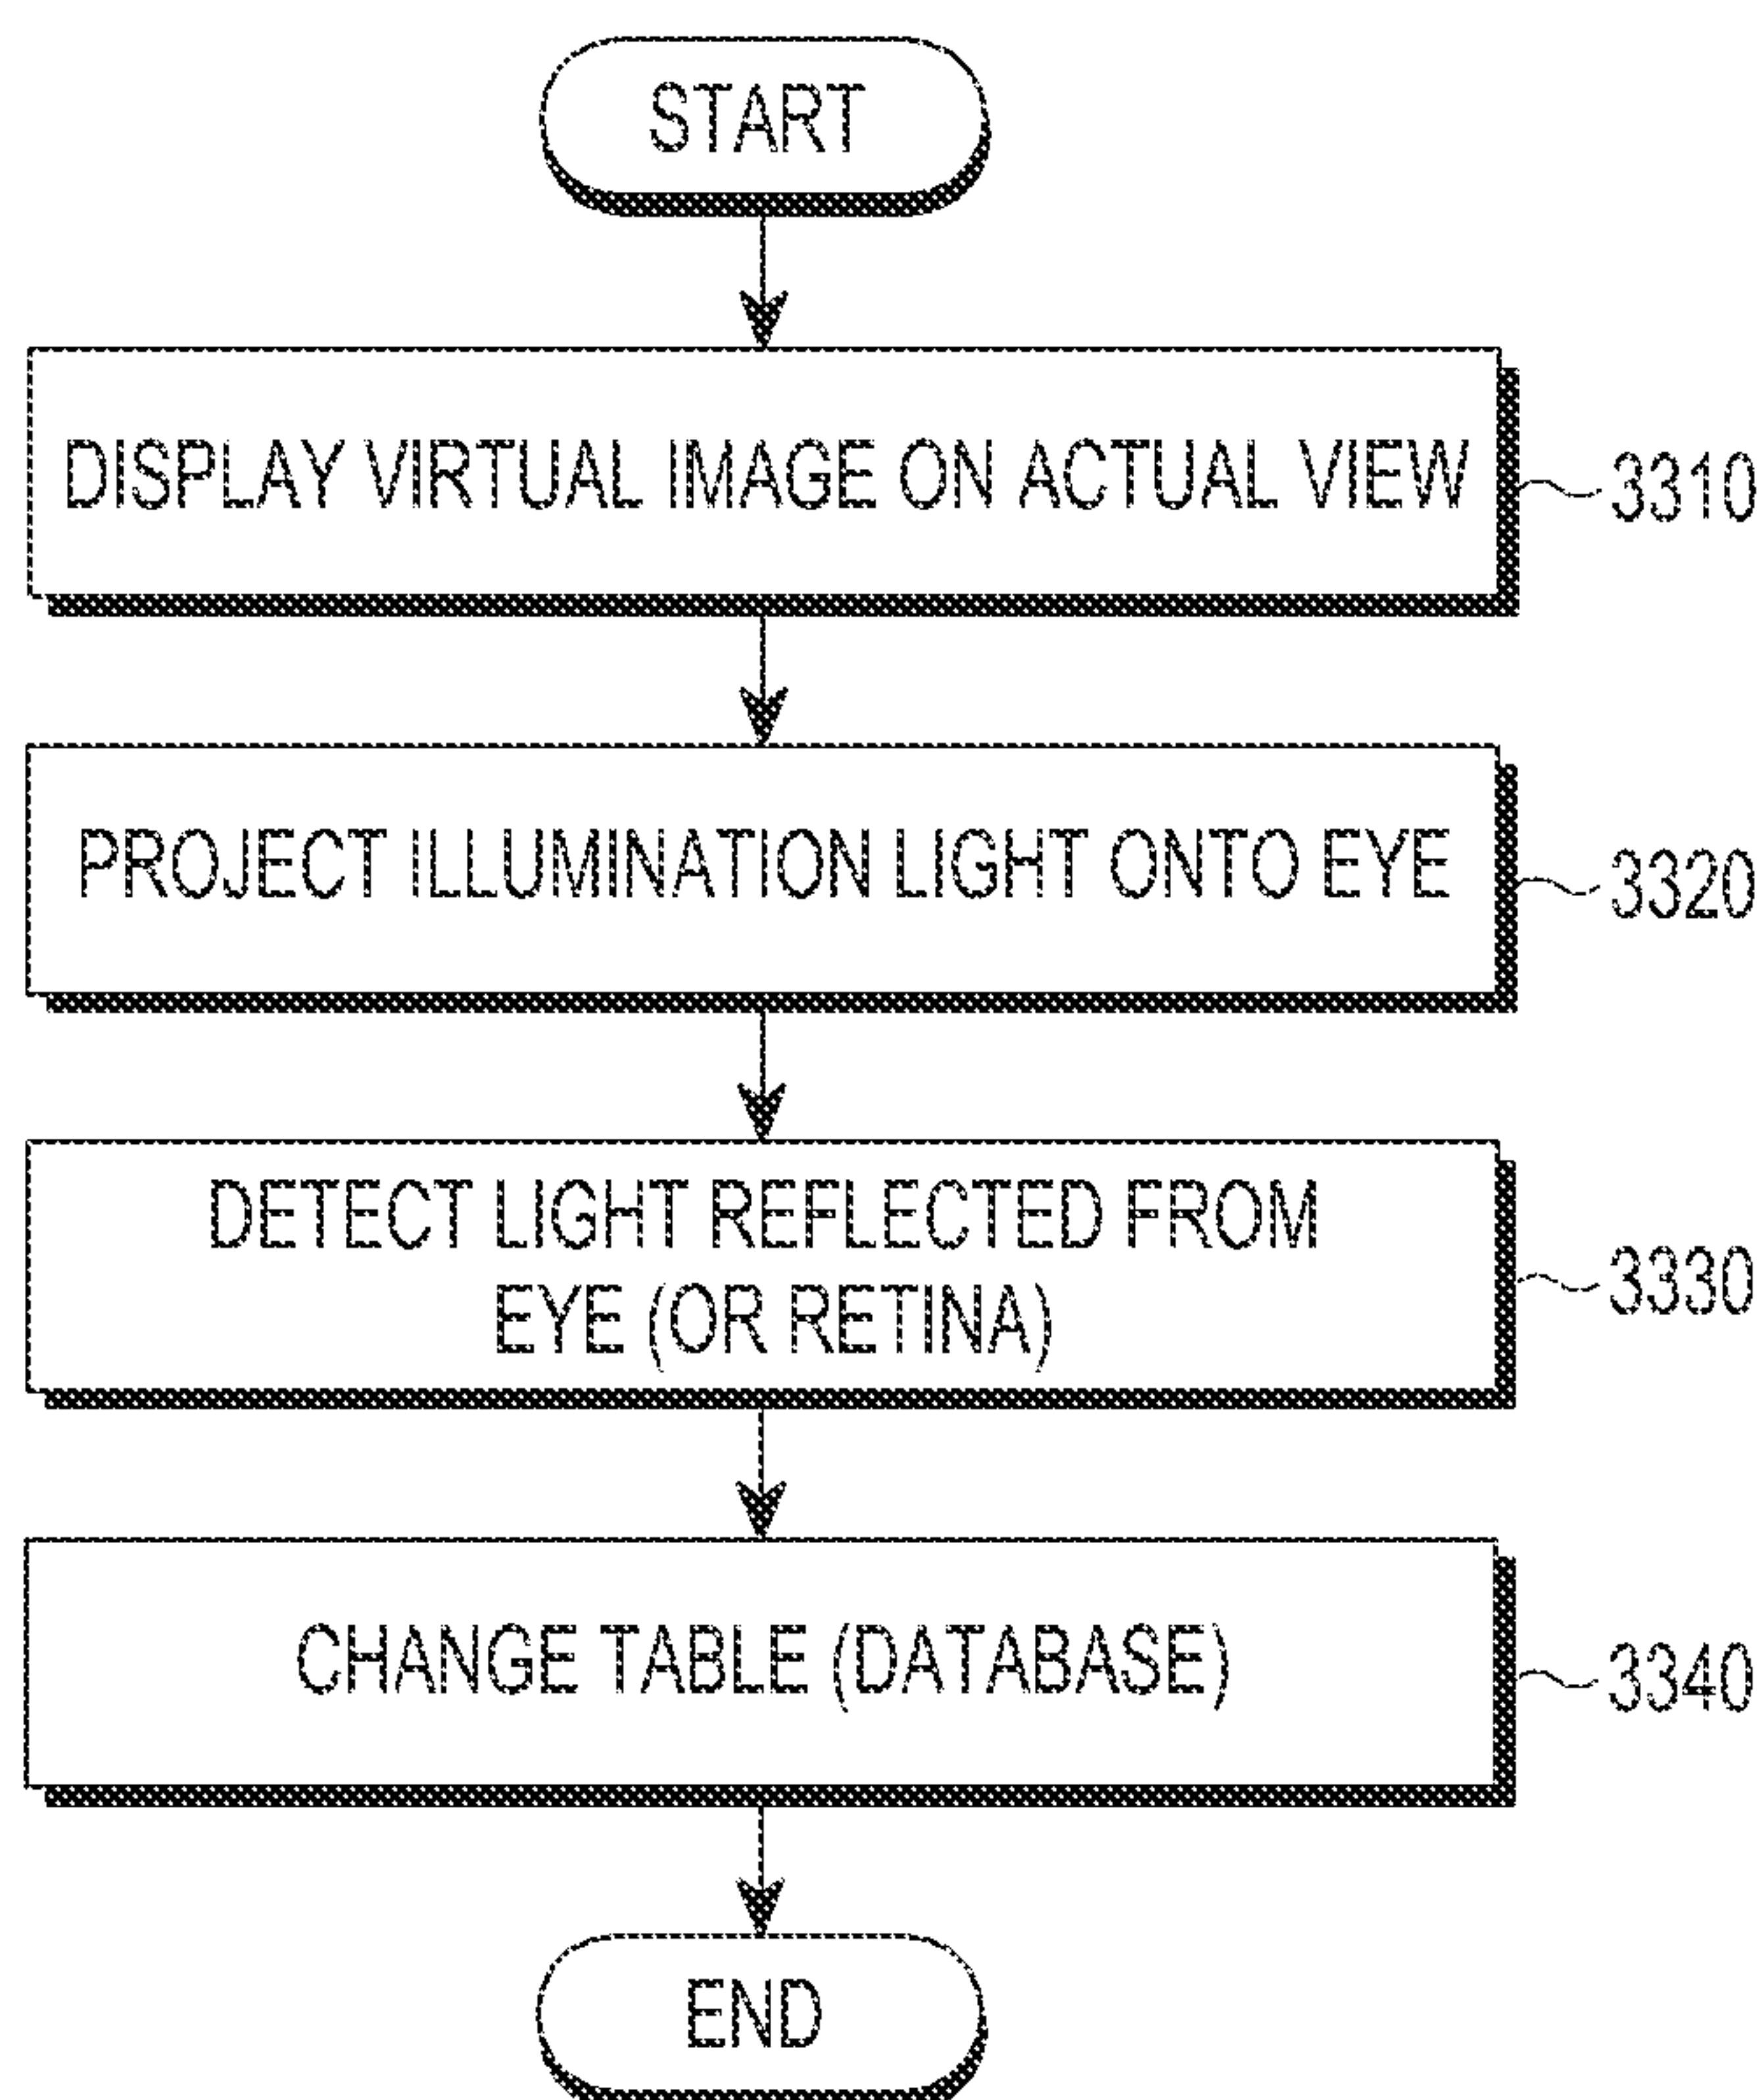 START
DISPLAY VIRTUAL IMAGE ON ACTUAL VIEW
3310
PROJECT ILLUMINATION LIGHT ONTO EYE
3320
DETECT LIGHT REFLECTED FROM
EYE (OR RETINA)
3330
CHANGE TABLE (DATABASE)
3340
END